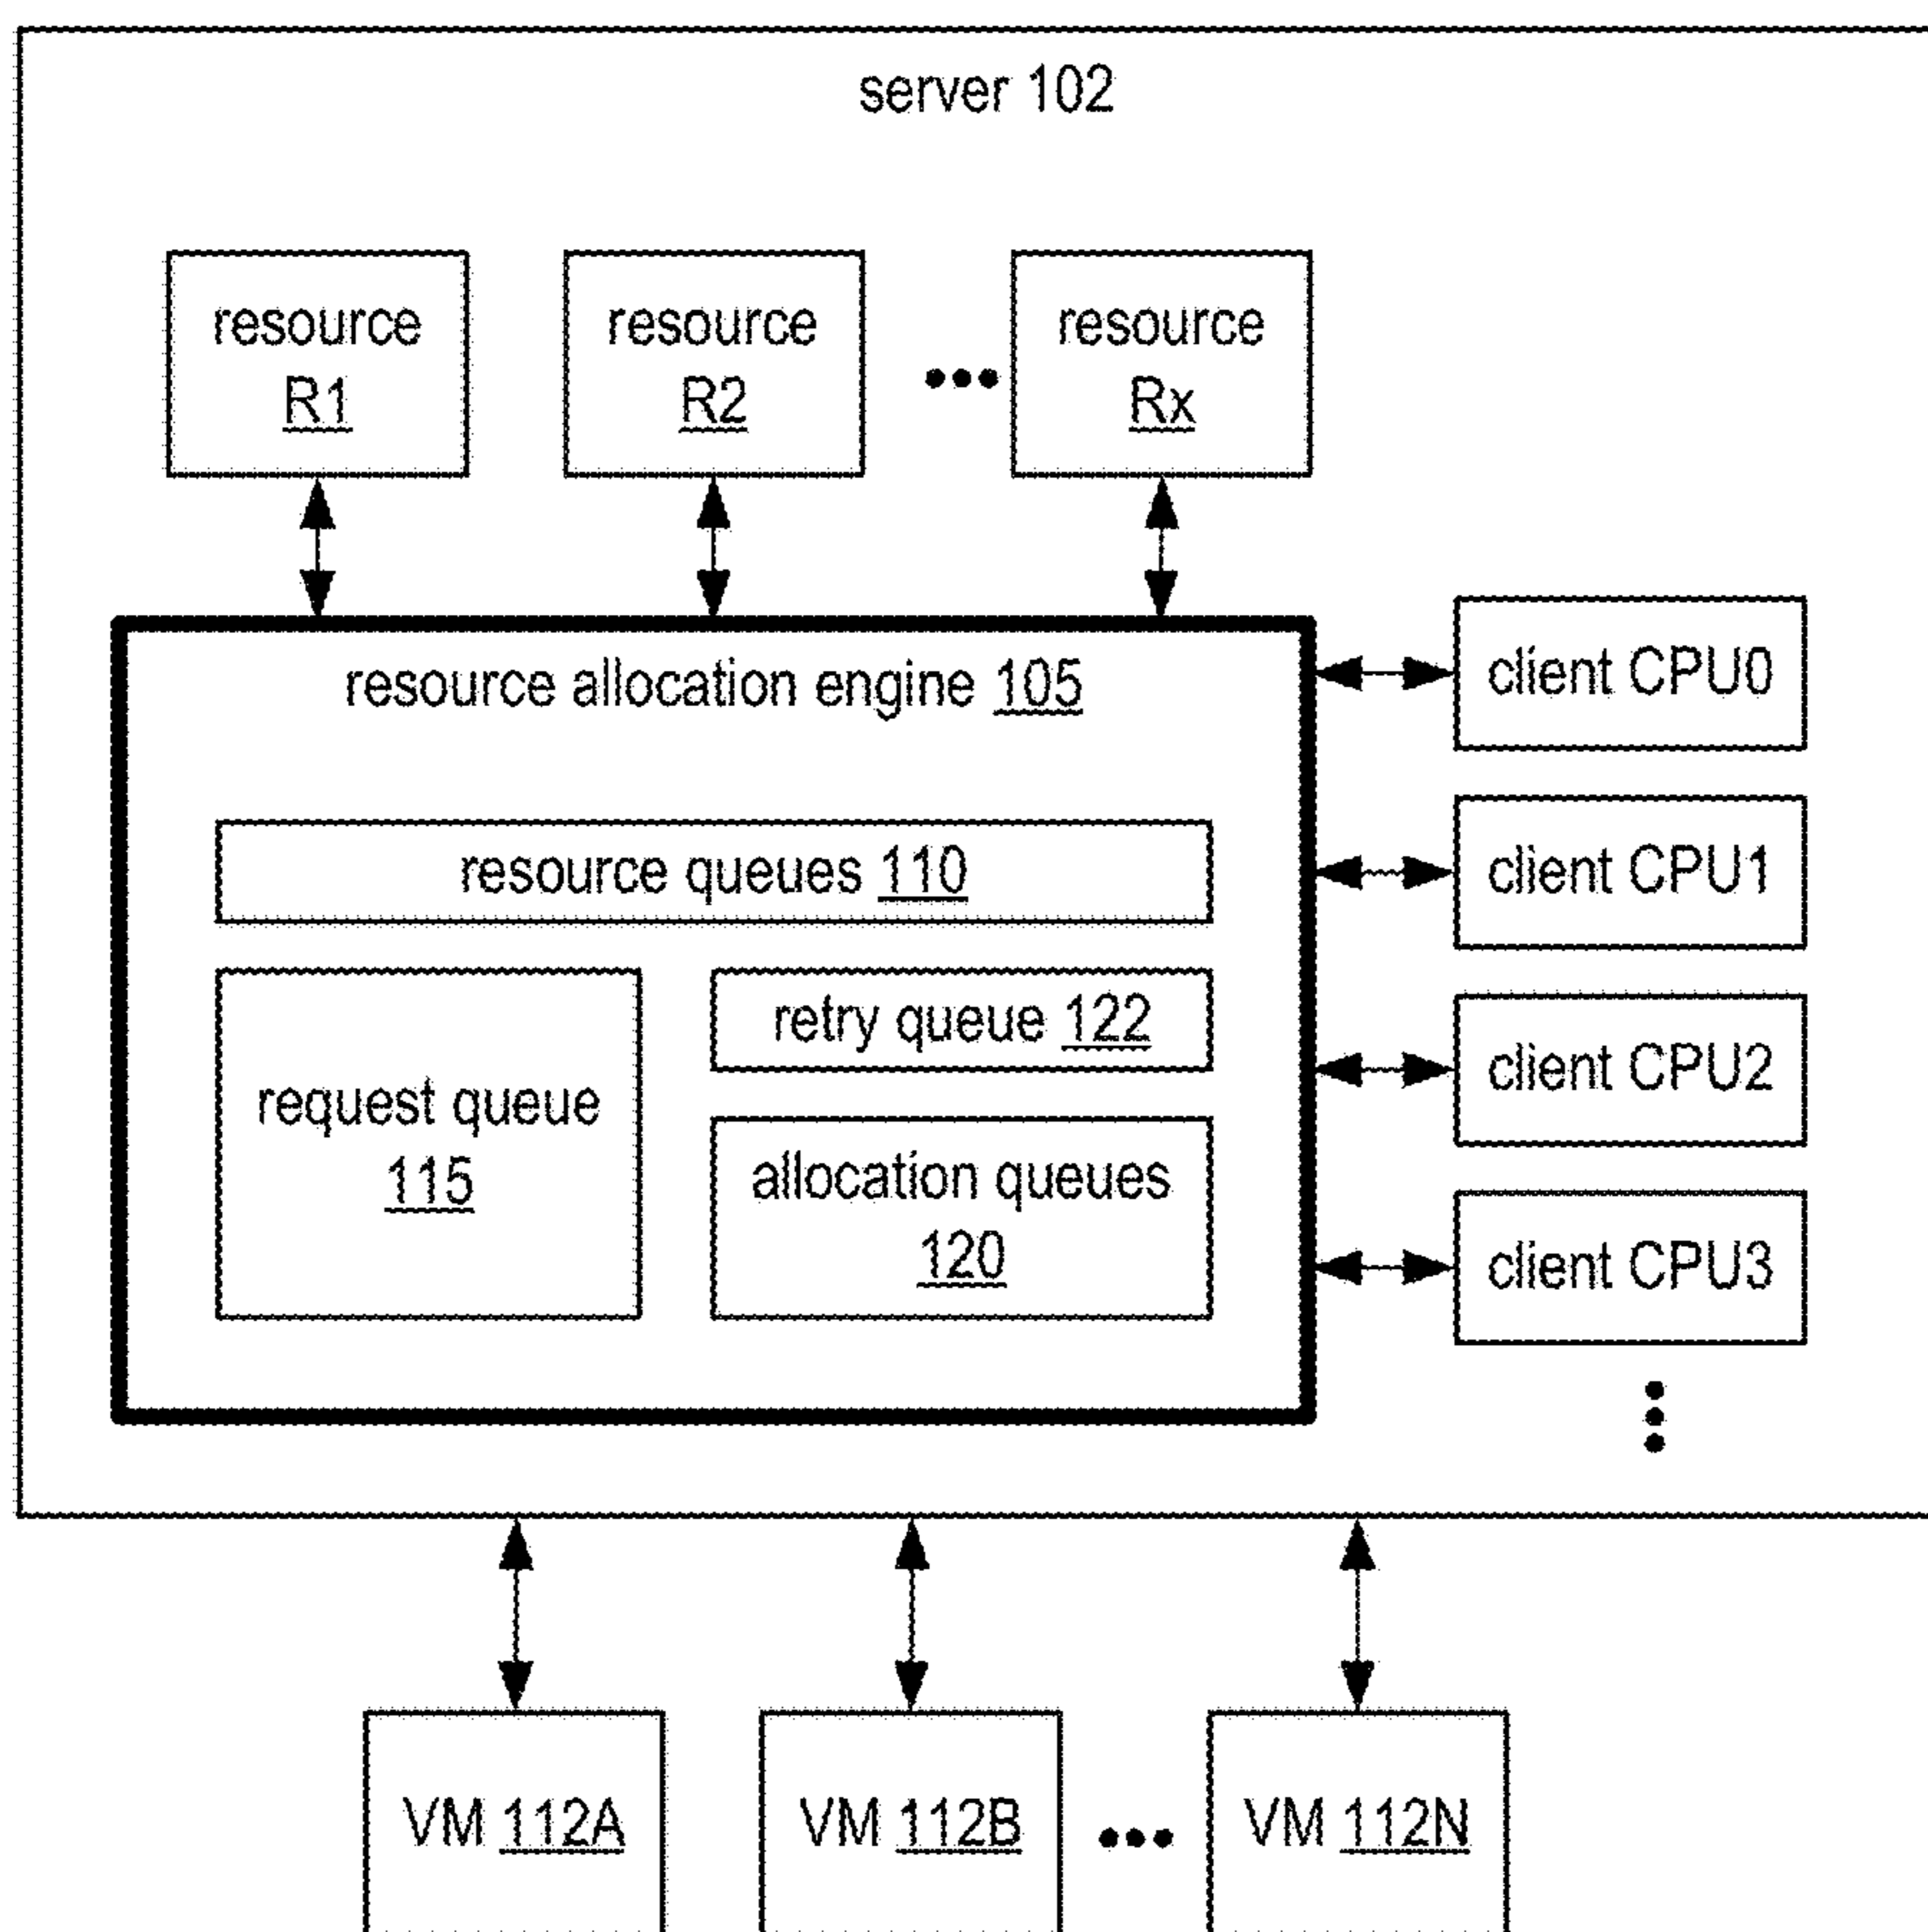 server 102
resource
R1
resource
R2
resource
Rx
resource allocation engine 105
resource queues 110
request queue
115
retry queue 122
allocation queues
120
client CPU0
client CPU1
client CPU2
client CPU3
VM 112A
VM 112B
VM 112N